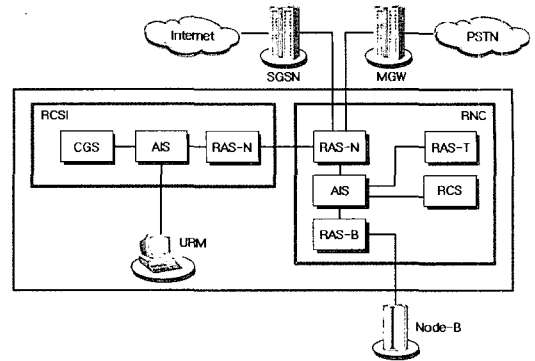 Internet
SGSN
MGW
PSTN
RCSI
CGS
AIS
RAS-N
URM
RNC
RAS-N
RAS-T
AIS
RCS
RAS-B
Node-B